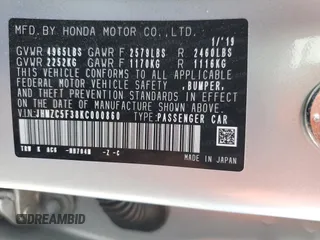 MFD.BY HONDA MOTOR CO.,LTD. 1/'19
GVWR 4965LBS GAWR F 2579LBS R 2460LBS
GVWR 2252KG GAWR F 1170KG R 1116KG
THIS VEHICLE CONFORMS TO ALL APPLICABLE
FEDERAL MOTOR VEHICLE SAFETY, BUMPER,
AND THEFT PREVENTION STANDARDS IN EFFECT
ON THE DATE OF MANUFACTURE SHOWN ABOVE.
TYPE:PASSENGER CAR
MADE IN JAPAN
DREAMBID